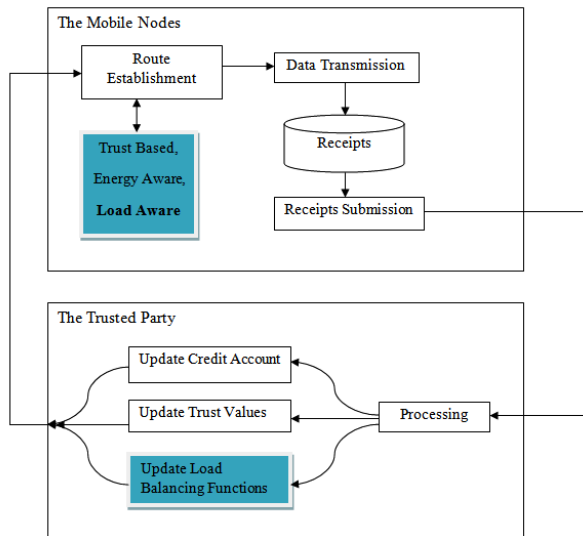 The Mobile Nodes
Route
Establishment
Data Transmission
Trust Based,
Energy Aware,
Load Aware
Receipts
Receipts Submission
The Trusted Party
Update Credit Account
Update Trust Values
Processing
Update Load
Balancing Functions